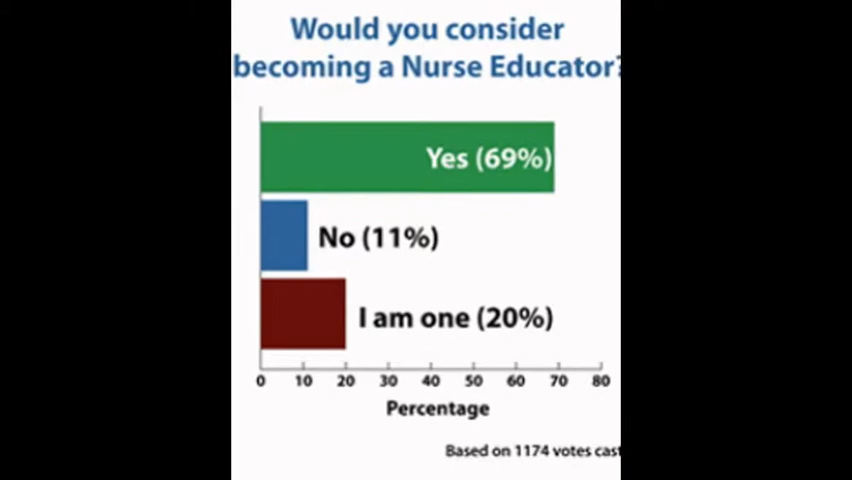 Would you consider
becoming a Nurse Educator?
Yes (69%)
No (11%)
I am one (20%)
0 10 20 30 40 50 60 70 80
Percentage
Based on 1174 votes cast